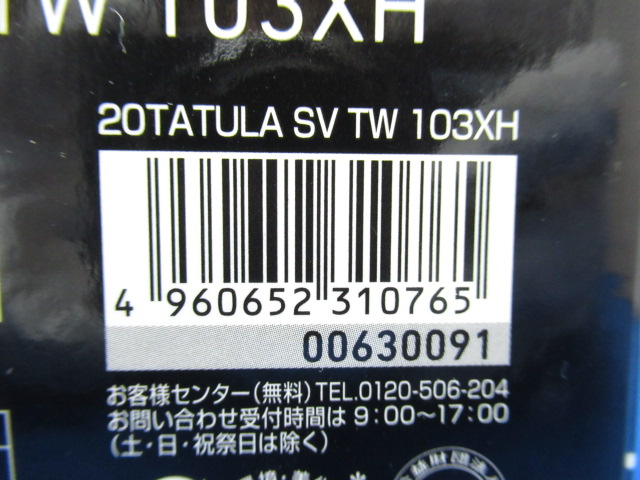 TW 103XH
20TATULA SV TW 103XH
4 960652 310765
00630091
お客様センター(無料)TEL.0120-506-204
お問い合わせ受付時間は9:00〜17:00
(土・日・祝祭日は除く)